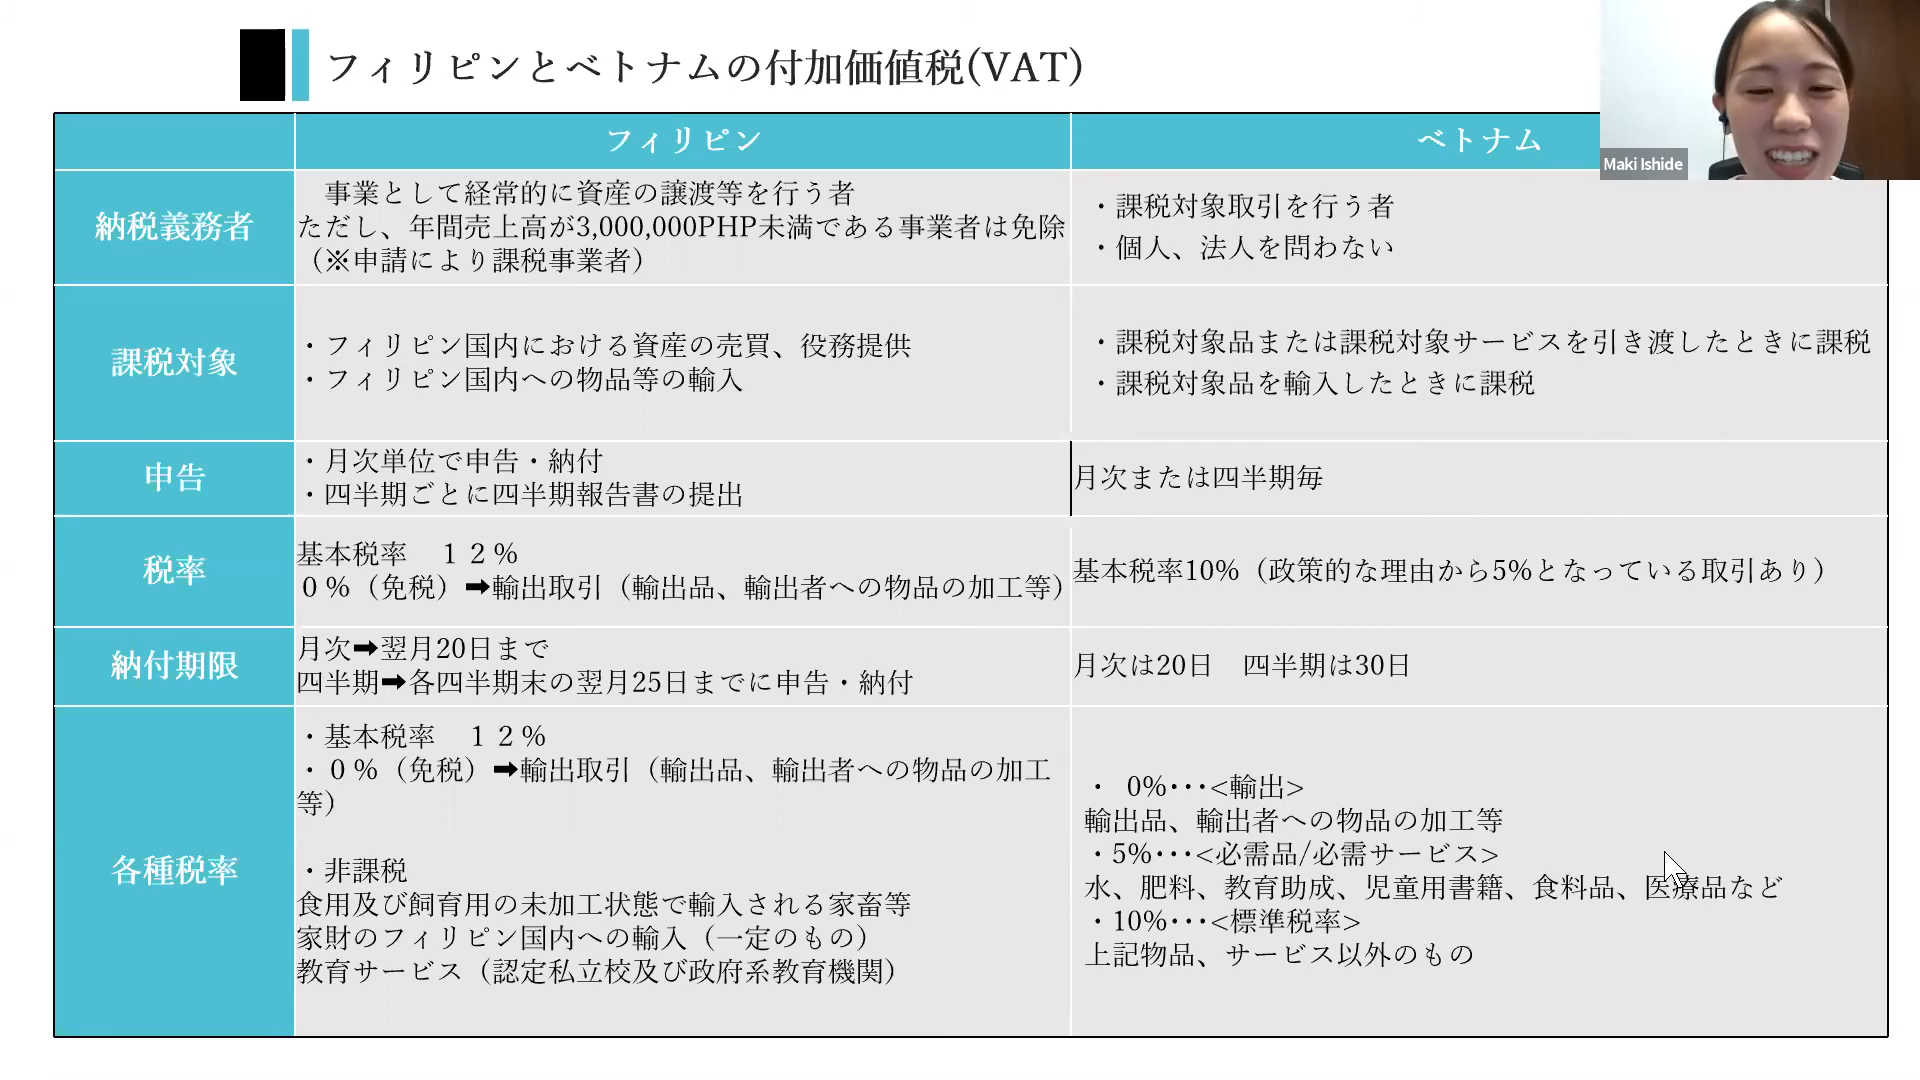 フィリピンとベトナムの付加価値税(VAT)
Maki Ishide
フィリピン
ベトナム
納税義務者
事業として経常的に資産の譲渡等を行う者
ただし、年間売上高が3,000,000PHP未満である事業者は免除
（※申請により課税事業者）
・課税対象取引を行う者
・個人、法人を問わない
課税対象
・フィリピン国内における資産の売買、役務提供
・フィリピン国内への物品等の輸入
・課税対象品または課税対象サービスを引き渡したときに課税
・課税対象品を輸入したときに課税
申告
・月次単位で申告・納付
・四半期ごとに四半期報告書の提出
月次または四半期毎
税率
基本税率　１２％
０％（免税）➡輸出取引（輸出品、輸出者への物品の加工等）
基本税率10%（政策的な理由から5%となっている取引あり）
納付期限
月次➡翌月20日まで
四半期➡各四半期末の翌月25日までに申告・納付
月次は20日　四半期は30日
各種税率
・基本税率　１２％
・０％（免税）➡輸出取引（輸出品、輸出者への物品の加工
等）
・非課税
食用及び飼育用の未加工状態で輸入される家畜等
家財のフィリピン国内への輸入（一定のもの）
教育サービス（認定私立校及び政府系教育機関）
・ 0%･･･<輸出>
輸出品、輸出者への物品の加工等
・5%･･･<必需品/必需サービス>
水、肥料、教育助成、児童用書籍、食料品、医療品など
・10%･･･<標準税率>
上記物品、サービス以外のもの